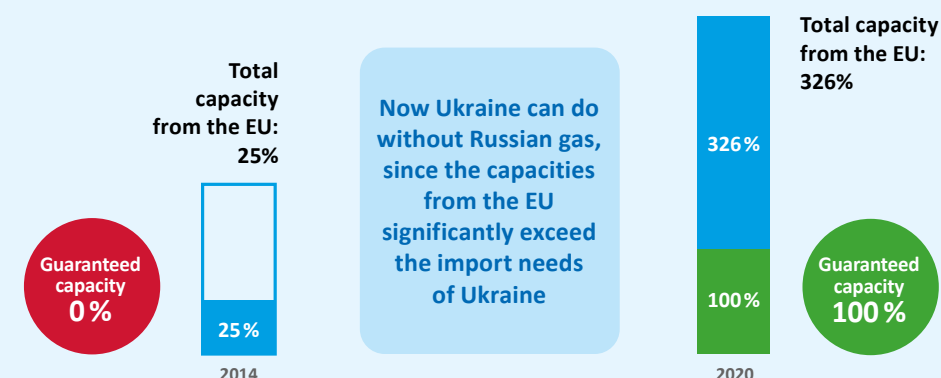 Total
capacity
from the EU:
25%
Guaranteed
capacity
0 %
25 %
2014
Now Ukraine can do
without Russian gas,
since the capacities
from the EU
significantly exceed
the import needs
of Ukraine
Total capacity
from the EU:
326%
326 %
100 %
2020
Guaranteed
capacity
100 %